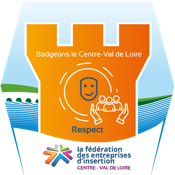 Badgeons le Centre-Val de Loire
Respect
la fédération
des entreprises
d'insertion
CENTRE - VAL DE LOIRE